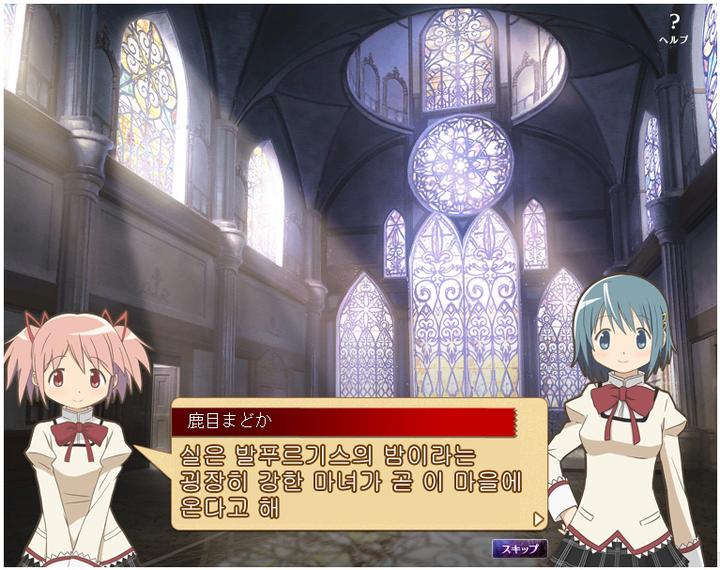 ?
ヘルプ
鹿目まどか
실은 발푸르기스의 밤이라는
굉장히 강한 마녀가 곧 이 마을에
온다고 해
スキップ